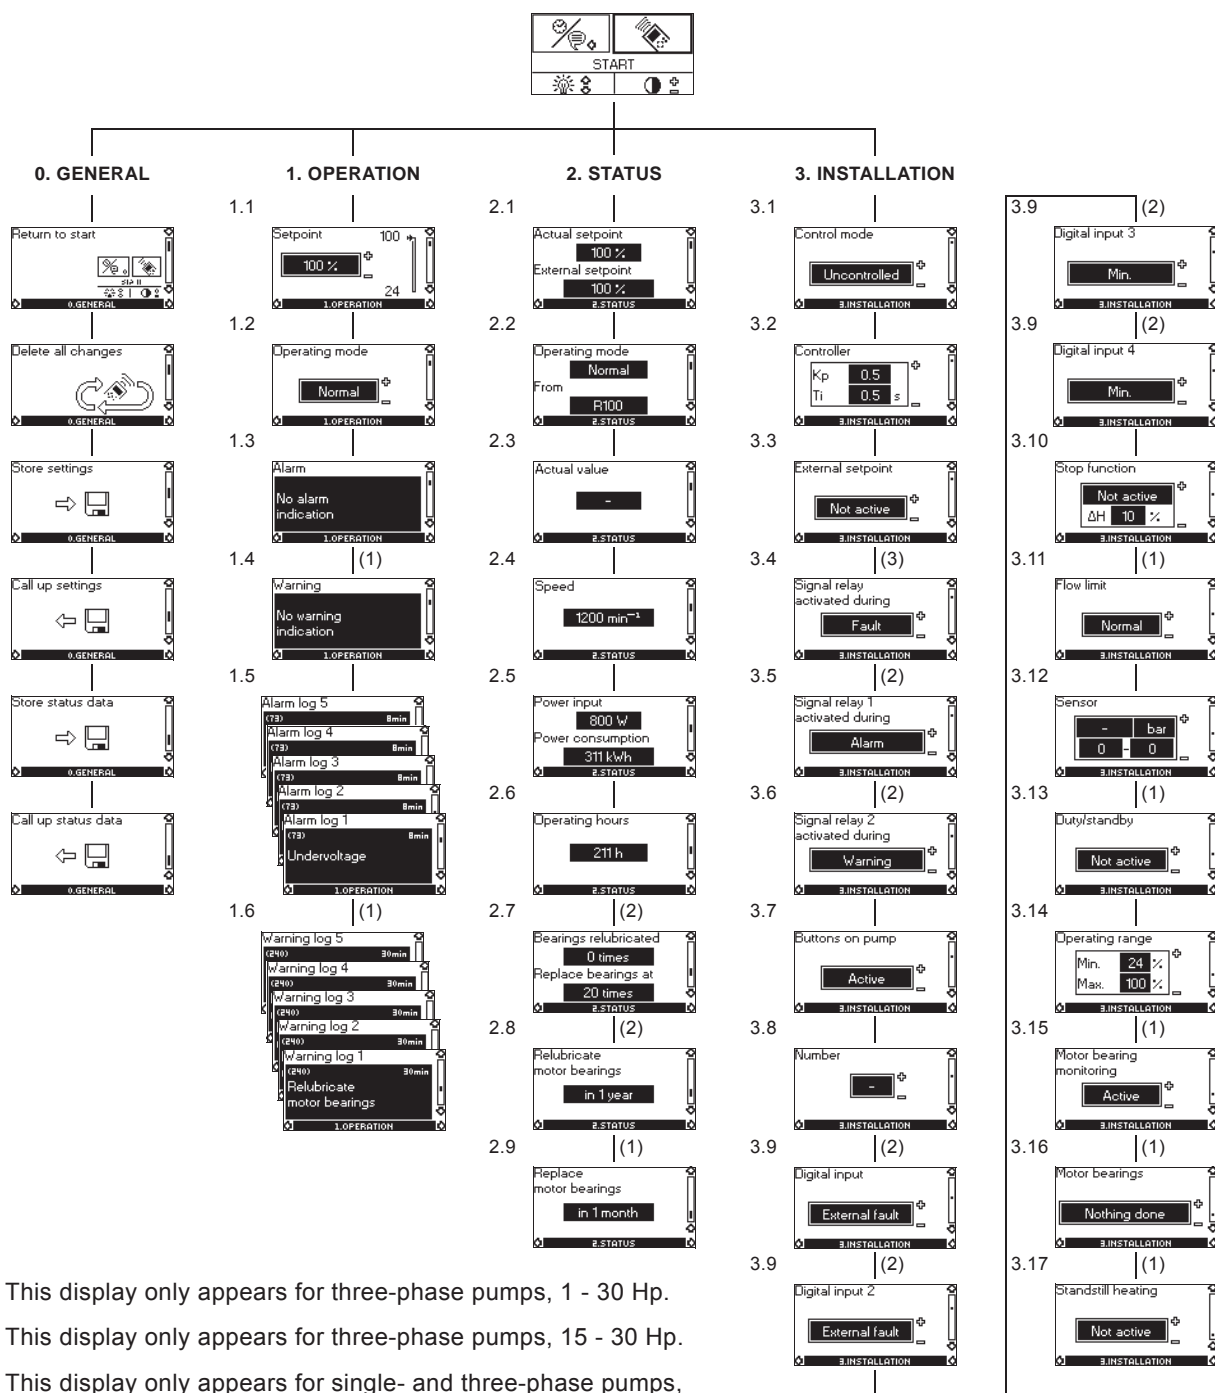 START
0. GENERAL
Return to start
START
0.GENERAL
Delete all changes
0.GENERAL
Store settings
0.GENERAL
Call up settings
0.GENERAL
Store status data
0.GENERAL
Call up status data
0.GENERAL
1. OPERATION
1.1
Setpoint
100
100 %
24
1.OPERATION
1.2
Operating mode
Normal
1.OPERATION
1.3
Alarm
No alarm
indication
1.OPERATION
1.4
(1)
Warning
No warning
indication
1.OPERATION
1.5
Alarm log 5
(73) 8min
Alarm log 4
(73) 8min
Alarm log 3
(73) 8min
Alarm log 2
(73) 8min
Alarm log 1
(73) 8min
Undervoltage
1.OPERATION
1.6
(1)
Warning log 5
(240) 30min
Warning log 4
(240) 30min
Warning log 3
(240) 30min
Warning log 2
(240) 30min
Warning log 1
(240) 30min
Relubricate
motor bearings
1.OPERATION
2. STATUS
2.1
Actual setpoint
100 %
External setpoint
100 %
2.STATUS
2.2
Operating mode
Normal
From
R100
2.STATUS
2.3
Actual value
-
2.STATUS
2.4
Speed
1200 min⁻¹
2.STATUS
2.5
Power input
800 W
Power consumption
311 kWh
2.STATUS
2.6
Operating hours
211 h
2.STATUS
2.7
(2)
Bearings relubricated
0 times
Replace bearings at
20 times
2.STATUS
2.8
(2)
Relubricate
motor bearings
in 1 year
2.STATUS
2.9
(1)
Replace
motor bearings
in 1 month
2.STATUS
3. INSTALLATION
3.1
Control mode
Uncontrolled
3.INSTALLATION
3.2
Controller
Kp 0.5
Ti 0.5 s
3.INSTALLATION
3.3
External setpoint
Not active
3.INSTALLATION
3.4
(3)
Signal relay
activated during
Fault
3.INSTALLATION
3.5
(2)
Signal relay 1
activated during
Alarm
3.INSTALLATION
3.6
(2)
Signal relay 2
activated during
Warning
3.INSTALLATION
3.7
Buttons on pump
Active
3.INSTALLATION
3.8
Number
-
3.INSTALLATION
3.9
(2)
Digital input
External fault
3.INSTALLATION
3.9
(2)
Digital input 2
External fault
3.INSTALLATION
3.9
(2)
Digital input 3
Min.
3.INSTALLATION
3.9
(2)
Digital input 4
Min.
3.INSTALLATION
3.10
Stop function
Not active
ΔH 10 %
3.INSTALLATION
3.11
(1)
Flow limit
Normal
3.INSTALLATION
3.12
Sensor
- bar
0 - 0
3.INSTALLATION
3.13
(1)
Duty/standby
Not active
3.INSTALLATION
3.14
Operating range
Min. 24 %
Max. 100 %
3.INSTALLATION
3.15
(1)
Motor bearing
monitoring
Active
3.INSTALLATION
3.16
(1)
Motor bearings
Nothing done
3.INSTALLATION
3.17
(1)
Standstill heating
Not active
3.INSTALLATION
This display only appears for three-phase pumps, 1 - 30 Hp.
This display only appears for three-phase pumps, 15 - 30 Hp.
This display only appears for single- and three-phase pumps,